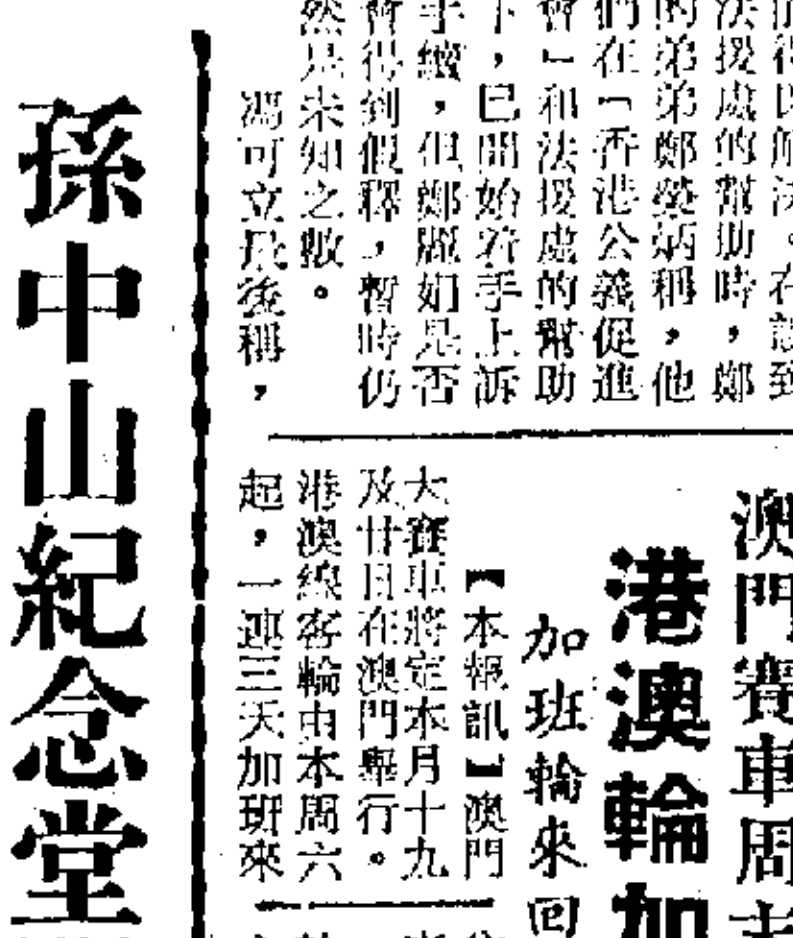 法援處的幫助時，鄭
的弟弟鄭榮炳稱，他
們在「香港公義促進
會」和法援處的幫助
下，已開始着手上訴
手續，但鄭麗如是否
會得到假釋，暫時仍
然是未知之數。
馮可立最後稱，
澳門賽車周末
港澳輪加
加班輪來回
【本報訊】澳門
大賽車將定本月十九
及廿日在澳門舉行。
港澳線客輪由本周六
起，一連三天加班來
孫中山紀念堂